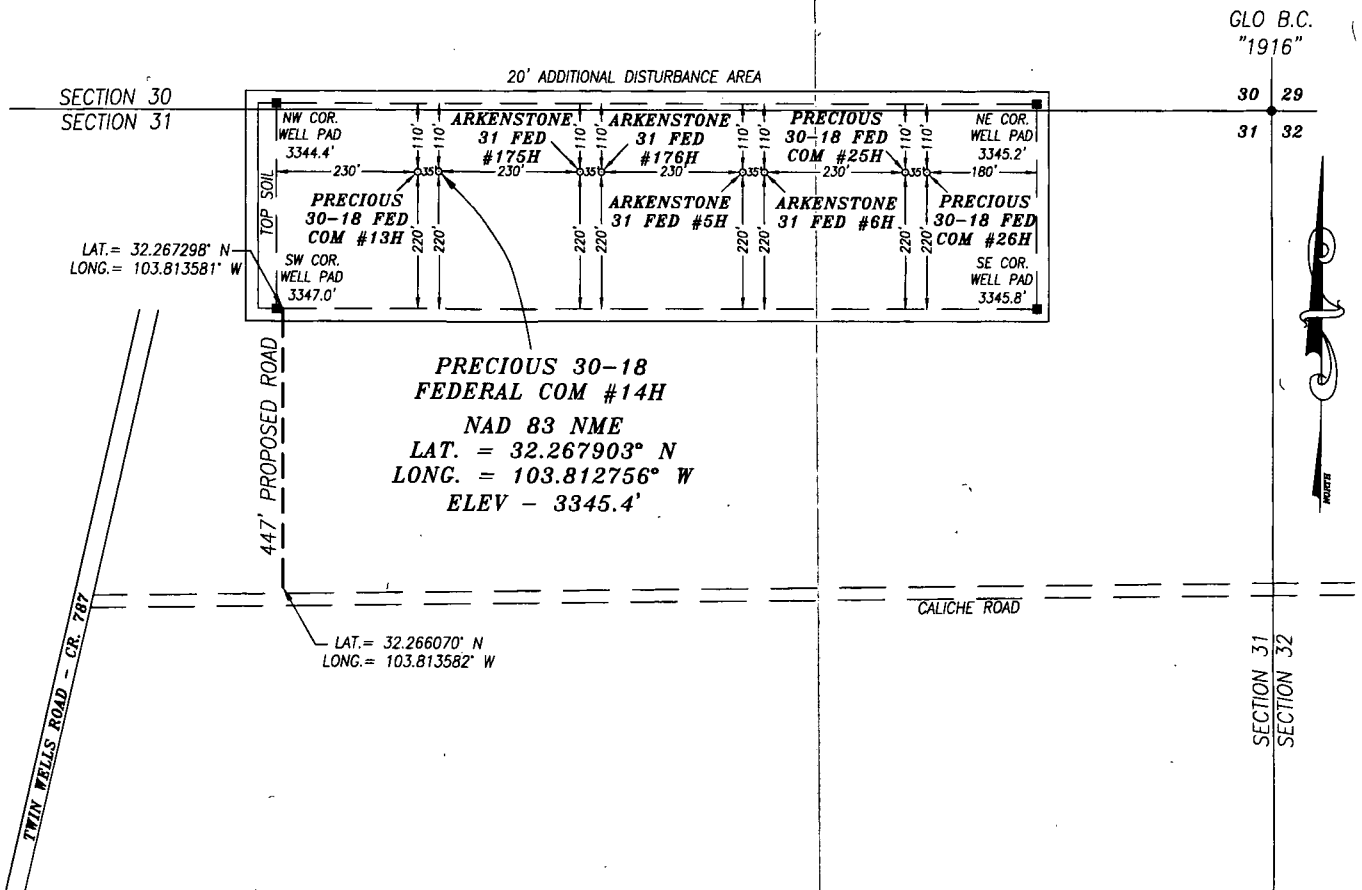 GLO B.C.
"1916"
20' ADDITIONAL DISTURBANCE AREA
SECTION 30
SECTION 31
30 29
31 32
NW COR.
WELL PAD
3344.4'
ARKENSTONE
31 FED
#175H
ARKENSTONE
31 FED
#176H
PRECIOUS
30-18 FED
COM #25H
NE COR.
WELL PAD
3345.2'
110'
110'
110'
110'
110'
110'
110'
110'
230'
35'
230'
35'
230'
35'
230'
35'
180'
TOP SOIL
PRECIOUS
30-18 FED
COM #13H
ARKENSTONE
31 FED #5H
ARKENSTONE
31 FED #6H
PRECIOUS
30-18 FED
COM #26H
220'
220'
220'
220'
220'
220'
220'
220'
LAT.= 32.267298° N
LONG.= 103.813581° W
SW COR.
WELL PAD
3347.0'
SE COR.
WELL PAD
3345.8'
447' PROPOSED ROAD
PRECIOUS 30-18
FEDERAL COM #14H
NAD 83 NME
LAT. = 32.267903° N
LONG. = 103.812756° W
ELEV - 3345.4'
NORTH
CALICHE ROAD
LAT.= 32.266070° N
LONG.= 103.813582° W
TWIN WELLS ROAD - CR. 787
SECTION 31
SECTION 32